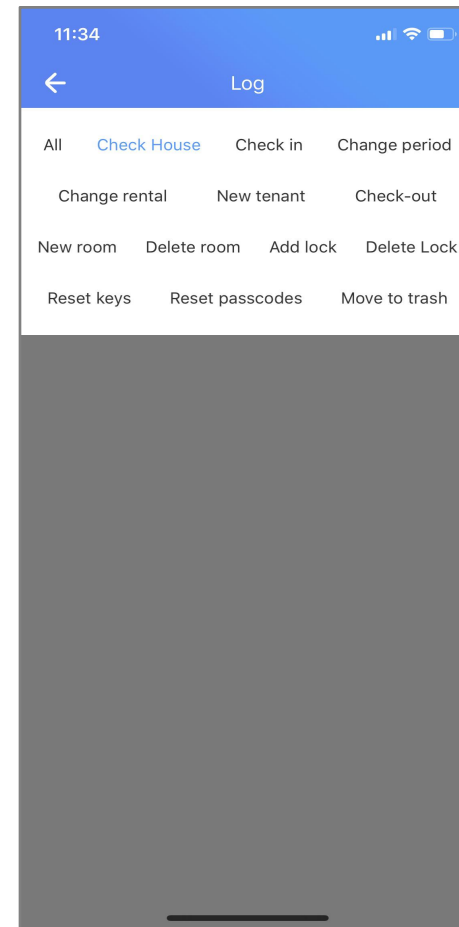 11:34
Log
All Check House Check in Change period
Change rental New tenant Check-out
New room Delete room Add lock Delete Lock
Reset keys Reset passcodes Move to trash